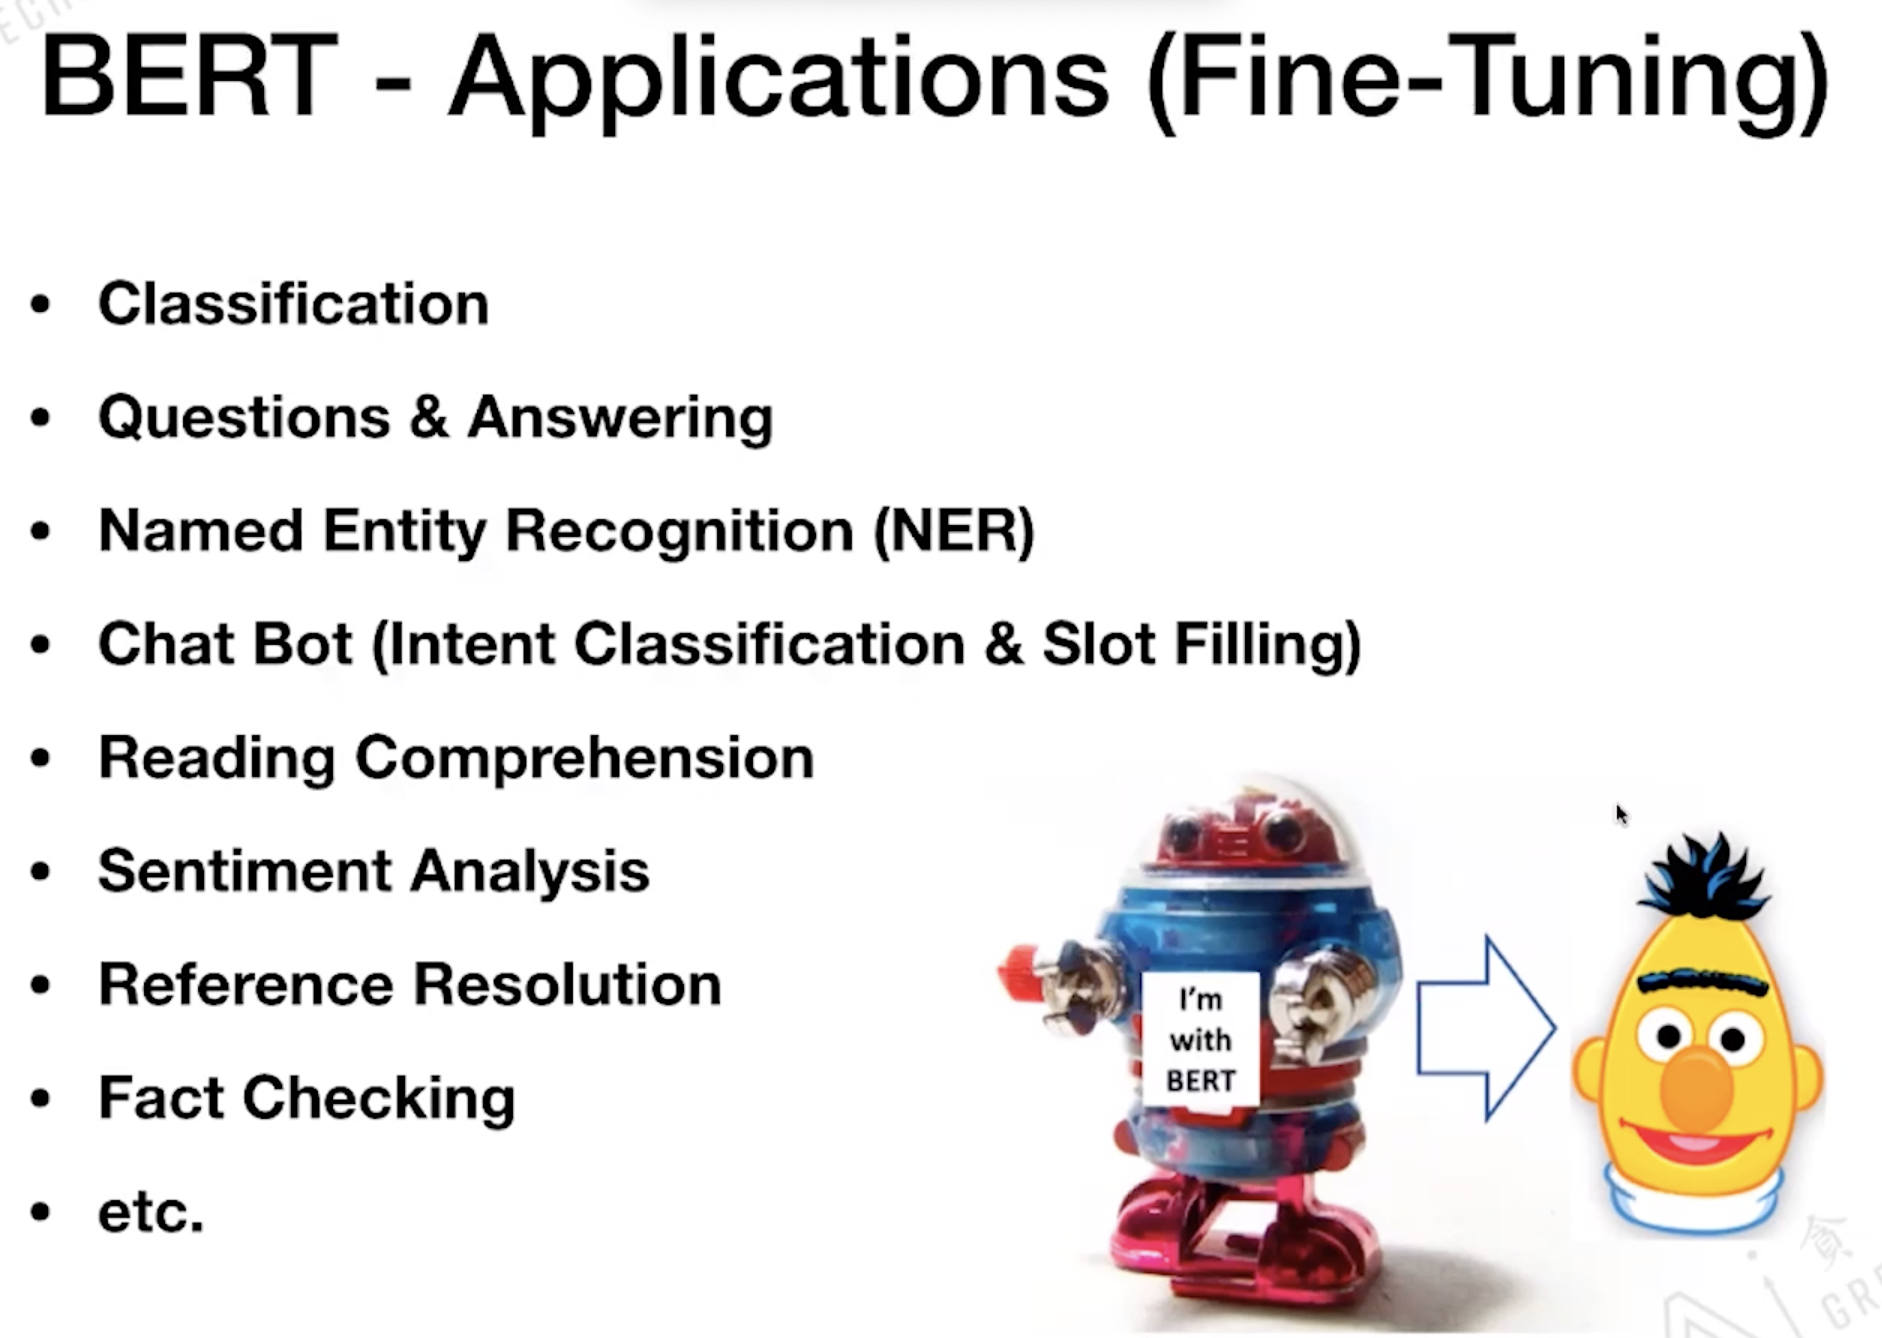 BERT - Applications (Fine-Tuning)
• Classification
• Questions & Answering
• Named Entity Recognition (NER)
• Chat Bot (Intent Classification & Slot Filling)
• Reading Comprehension
• Sentiment Analysis
• Reference Resolution
• Fact Checking
• etc.
I'm
with
BERT
贪